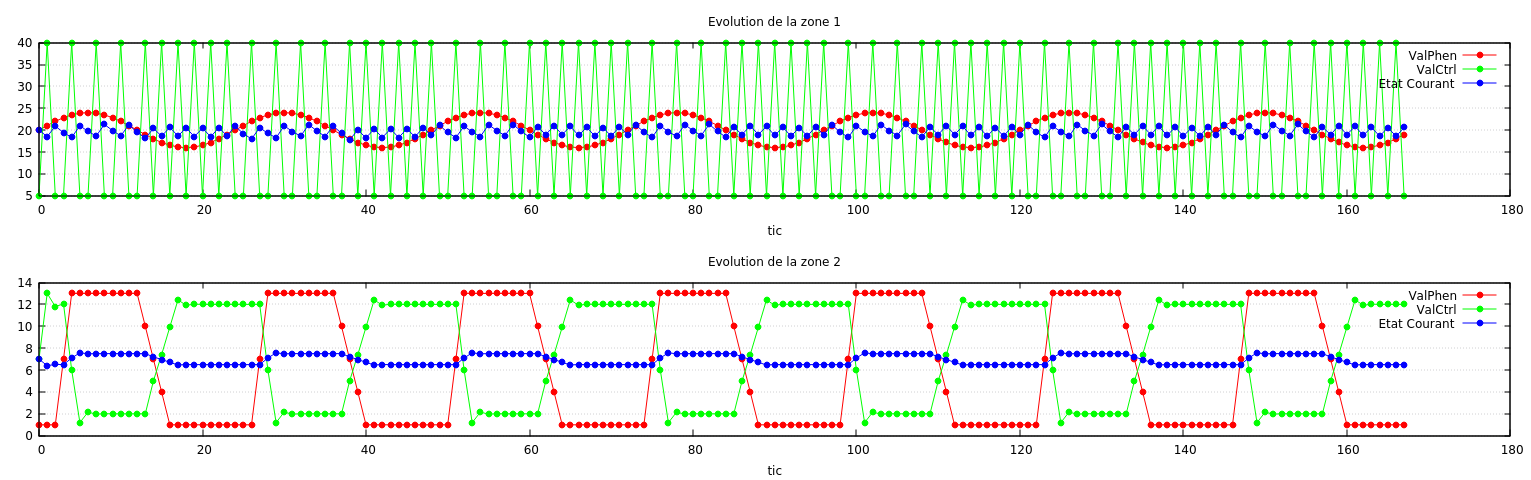 Evolution de la zone 1
40
35
30
25
20
15
10
5
ValPhen
ValCtrl
Etat Courant
0 20 40 60 80 100 120 140 160 180
tic
Evolution de la zone 2
14
12
10
8
6
4
2
0
ValPhen
ValCtrl
Etat Courant
0 20 40 60 80 100 120 140 160 180
tic